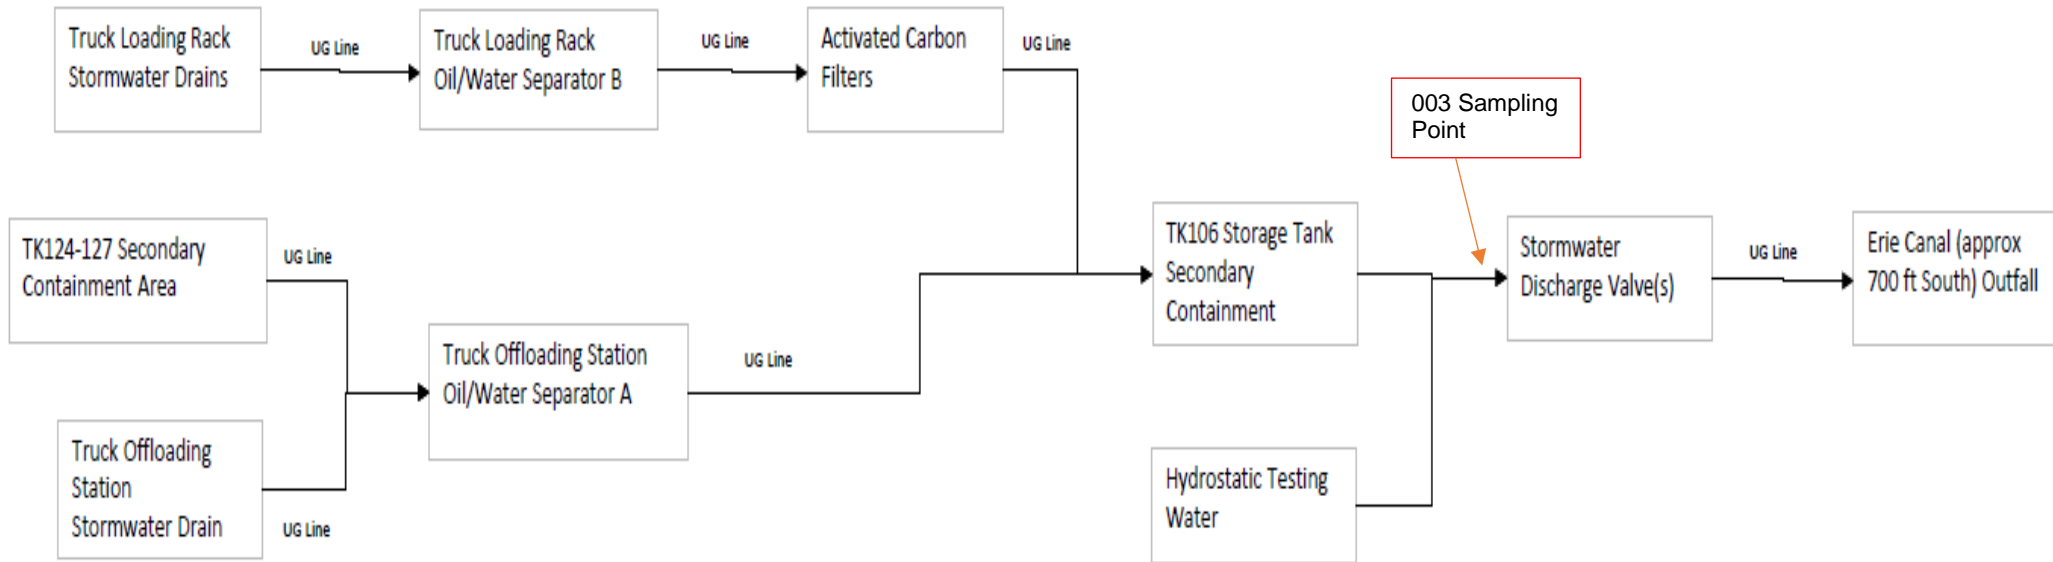 Truck Loading Rack
Stormwater Drains
UG Line
Truck Loading Rack
Oil/Water Separator B
UG Line
Activated Carbon
Filters
UG Line
003 Sampling
Point
TK124-127 Secondary
Containment Area
UG Line
Truck Offloading
Station
Stormwater Drain
UG Line
Truck Offloading Station
Oil/Water Separator A
UG Line
TK106 Storage Tank
Secondary
Containment
Hydrostatic Testing
Water
Stormwater
Discharge Valve(s)
UG Line
Erie Canal (approx
700 ft South) Outfall